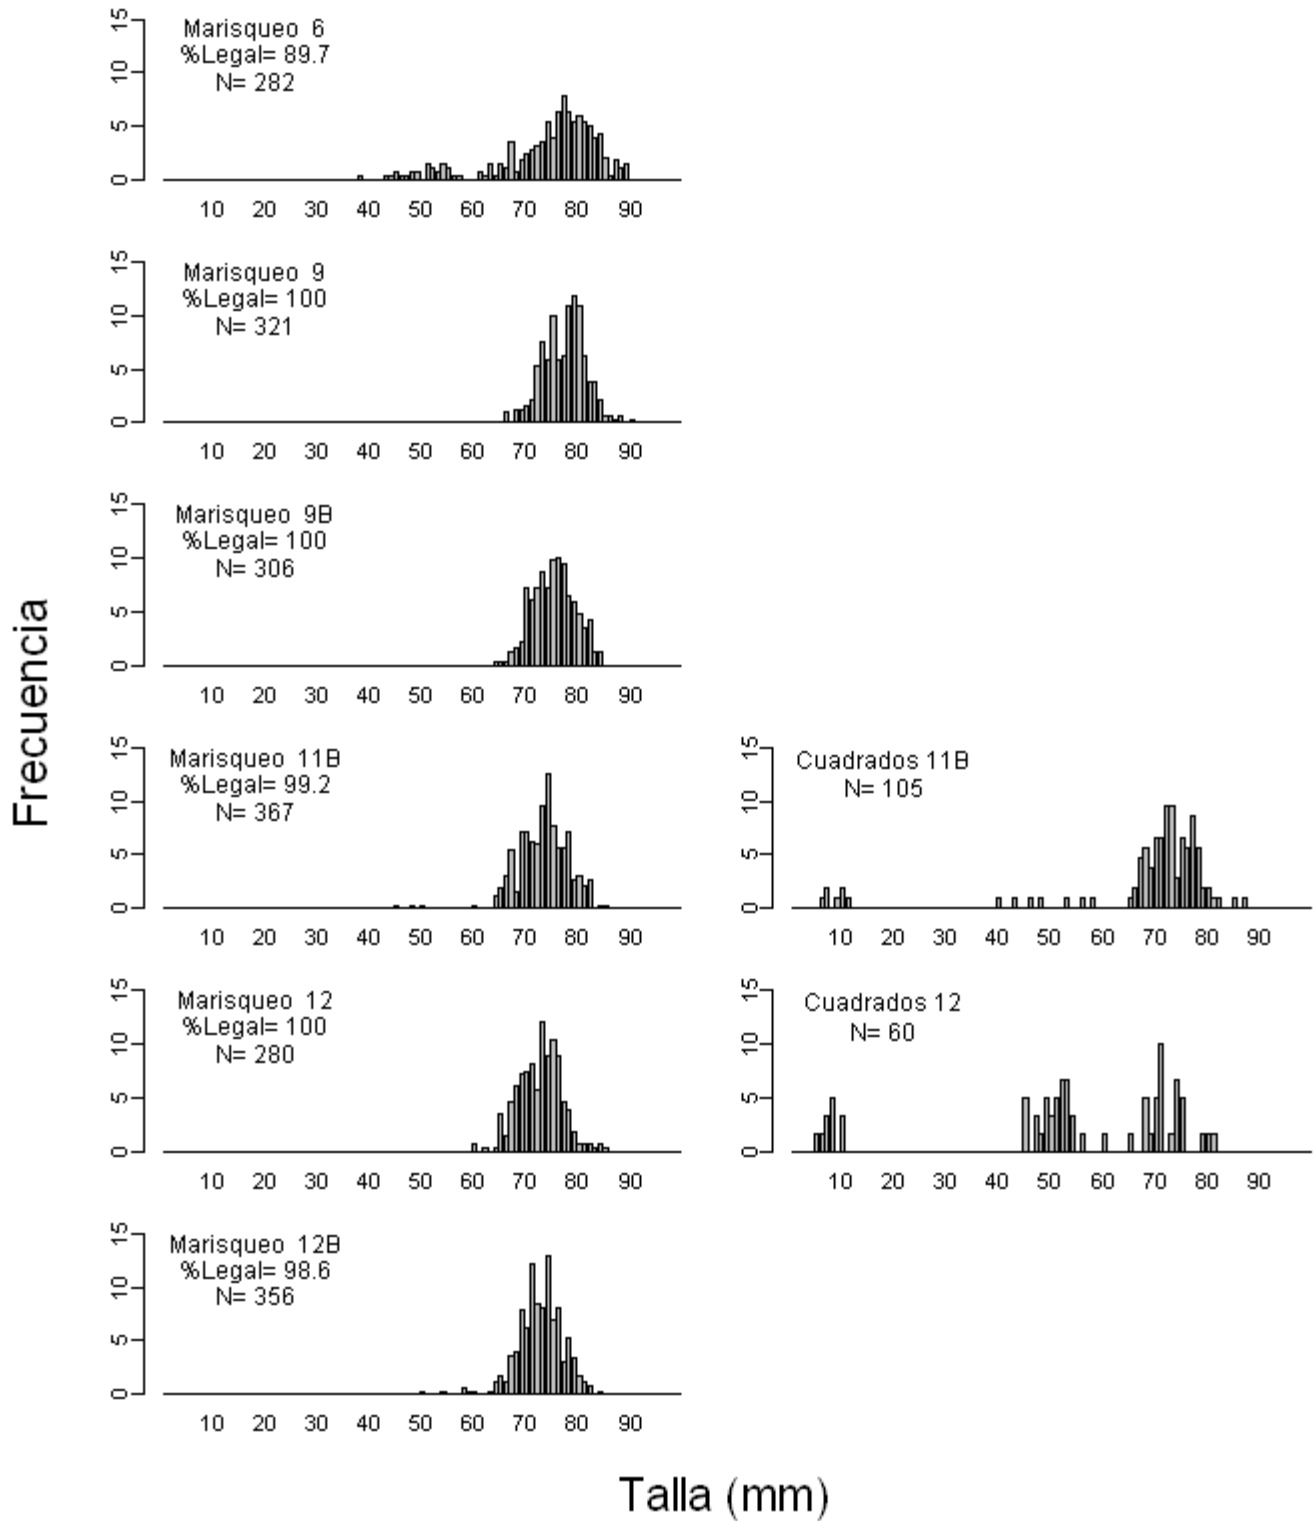 Frecuencia
Marisqueo 6
%Legal= 89.7
N= 282
15
10
5
0
10 20 30 40 50 60 70 80 90
Marisqueo 9
%Legal= 100
N= 321
15
10
5
0
10 20 30 40 50 60 70 80 90
Marisqueo 9B
%Legal= 100
N= 306
15
10
5
0
10 20 30 40 50 60 70 80 90
Marisqueo 11B
%Legal= 99.2
N= 367
15
10
5
0
10 20 30 40 50 60 70 80 90
Cuadrados 11B
N= 105
15
10
5
0
10 20 30 40 50 60 70 80 90
Marisqueo 12
%Legal= 100
N= 280
15
10
5
0
10 20 30 40 50 60 70 80 90
Cuadrados 12
N= 60
15
10
5
0
10 20 30 40 50 60 70 80 90
Marisqueo 12B
%Legal= 98.6
N= 356
15
10
5
0
10 20 30 40 50 60 70 80 90
Talla (mm)